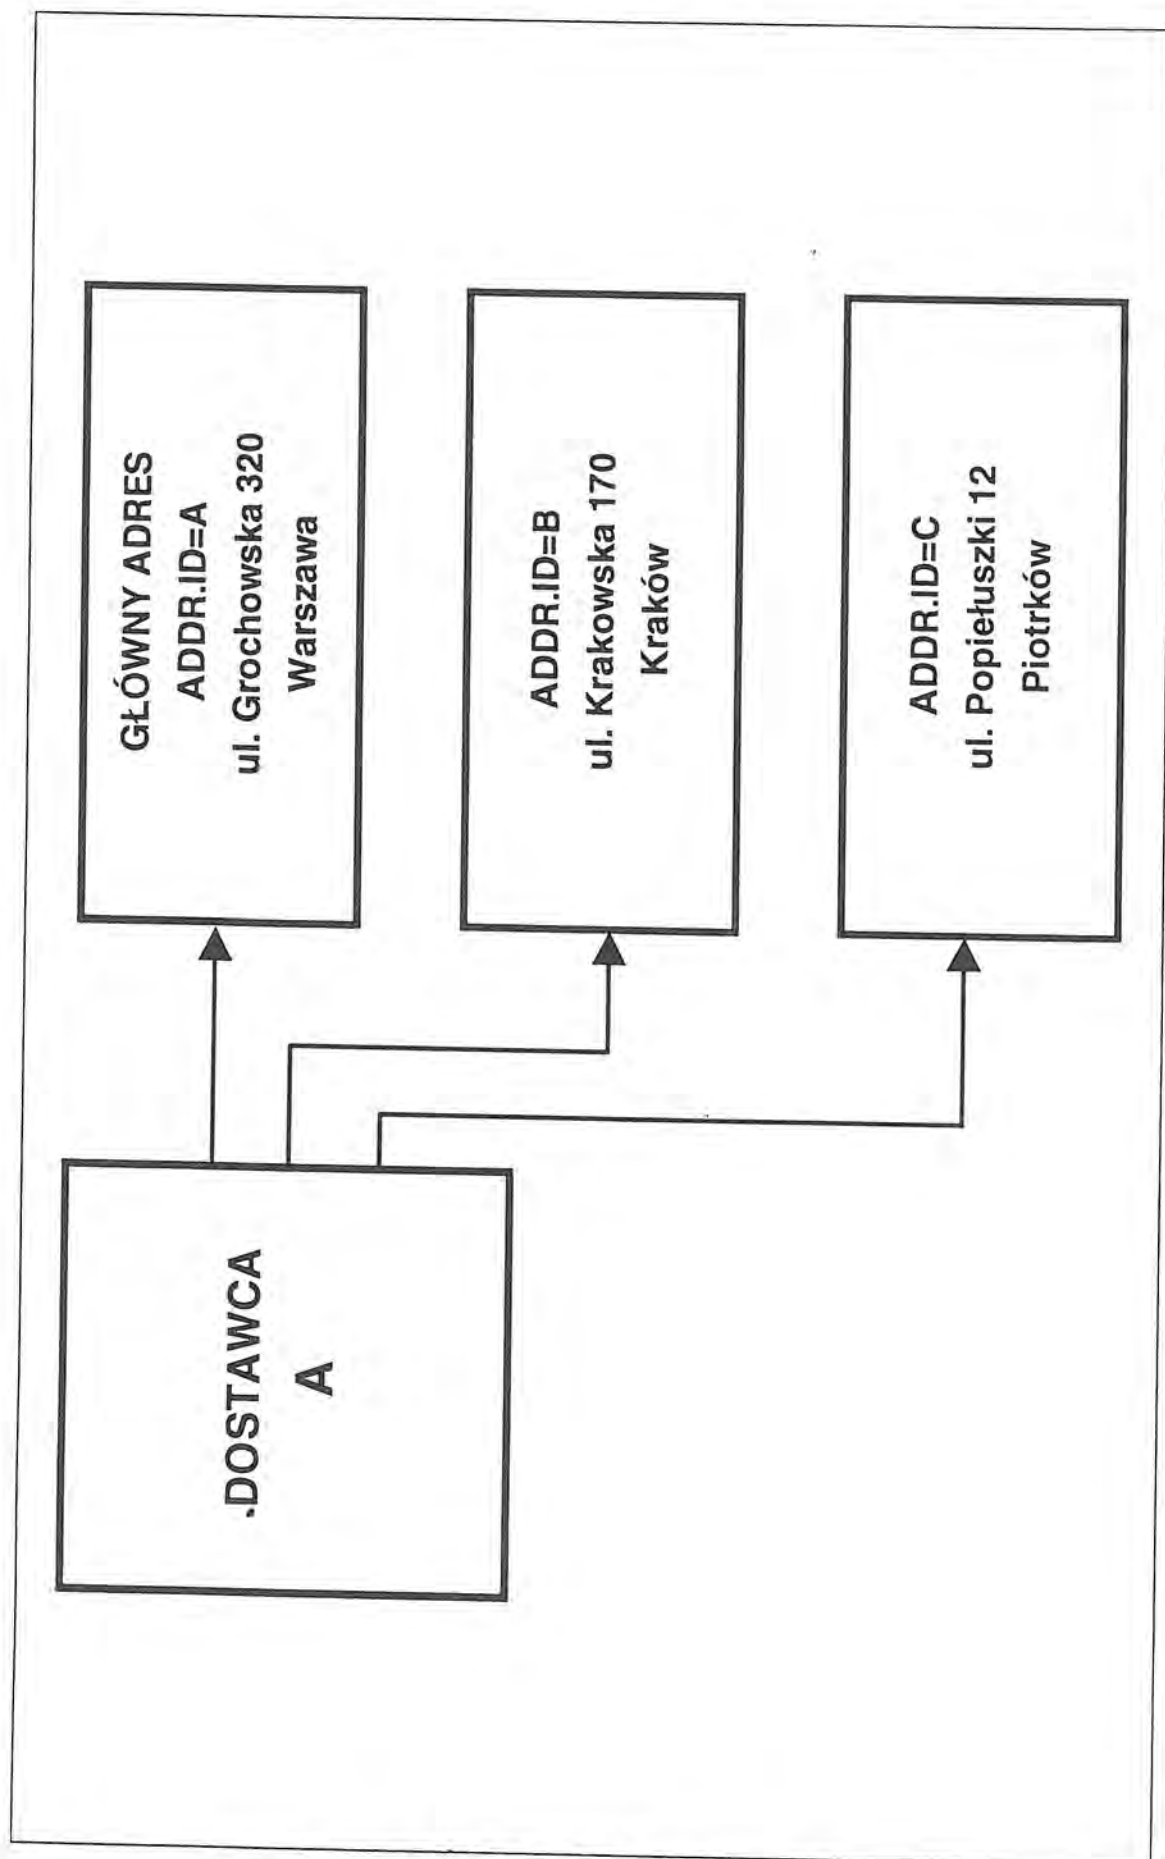 DOSTAWCA
A
GŁÓWNY ADRES
ADDR.ID=A
ul. Grochowska 320
Warszawa
ADDR.ID=B
ul. Krakowska 170
Kraków
ADDR.ID=C
ul. Popiełuszki 12
Piotrków